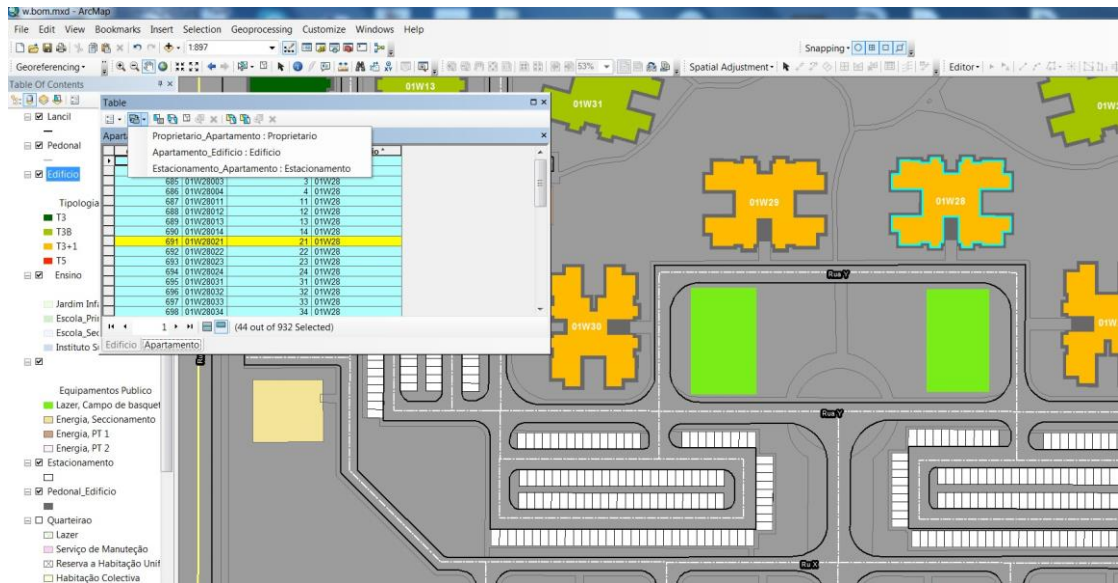 w.bom.mxd - ArcMap
File Edit View Bookmarks Insert Selection Geoprocessing Customize Windows Help
1:897
Snapping
Georeferencing
53%
Spatial Adjustment
Editor
Table Of Contents
Lancil
Pedonal
Edificio
Tipologia
T3
T3B
T3+1
T5
Ensino
Jardim Infa
Escola_Pri
Escola_Sec
Instituto S
Equipamentos Publico
Lazer, Campo de basquet
Energia, Seccionamento
Energia, PT 1
Energia, PT 2
Estacionamento
Pedonal_Edificio
Quarteirao
Lazer
Serviço de Manuteção
Reserva a Habitação Unif
Habitação Colectiva
Table
Apart
Proprietario_Apartamento : Proprietario
Apartamento_Edificio : Edificio
Estacionamento_Apartamento : Estacionamento
685 01W28003 3 01W28
686 01W28004 4 01W28
687 01W28011 11 01W28
688 01W28012 12 01W28
689 01W28013 13 01W28
690 01W28014 14 01W28
691 01W28021 21 01W28
692 01W28022 22 01W28
693 01W28023 23 01W28
694 01W28024 24 01W28
695 01W28031 31 01W28
696 01W28032 32 01W28
697 01W28033 33 01W28
698 01W28034 34 01W28
1
(44 out of 932 Selected)
Edificio Apartamento
01W13
01W31
01W29
01W28
Rua Y
01W30
01W
Rua Y
Ru X